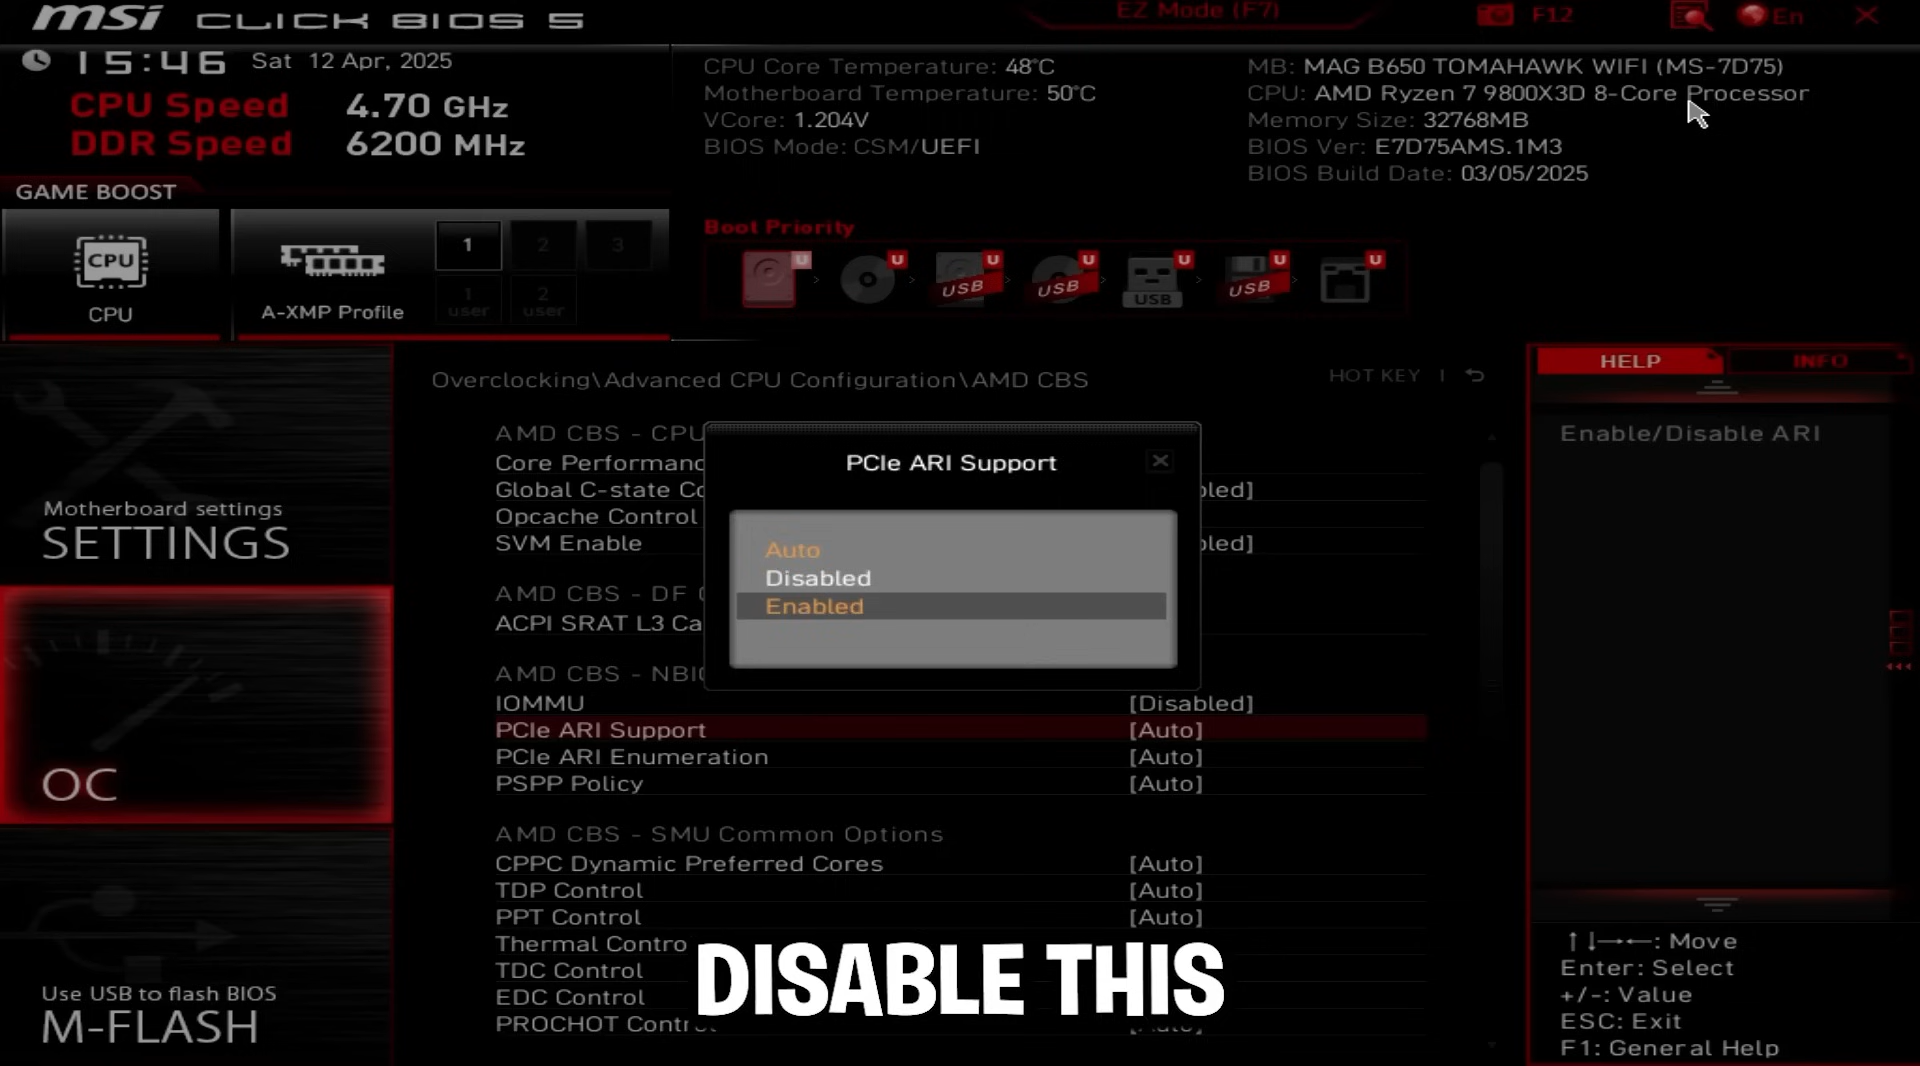 msi CLICK BIOS 5
EZ Mode (F7)
F12
En
15:46 Sat 12 Apr, 2025
CPU Speed 4.70 GHz
DDR Speed 6200 MHz
CPU Core Temperature: 48°C
Motherboard Temperature: 50°C
VCore: 1.204V
BIOS Mode: CSM/UEFI
MB: MAG B650 TOMAHAWK WIFI (MS-7D75)
CPU: AMD Ryzen 7 9800X3D 8-Core Processor
Memory Size: 32768MB
BIOS Ver: E7D75AMS.1M3
BIOS Build Date: 03/05/2025
GAME BOOST
CPU
CPU
A-XMP Profile
1 2 3
1 user 2 user
Boot Priority
U U U U U U U
USB USB USB USB
Motherboard settings
SETTINGS
OC
Use USB to flash BIOS
M-FLASH
Overclocking\Advanced CPU Configuration\AMD CBS
HOT KEY
AMD CBS - CPU
Core Performanc
Global C-state Co bled]
Opcache Control
SVM Enable bled]
AMD CBS - DF
ACPI SRAT L3 Ca
AMD CBS - NBIO
IOMMU [Disabled]
PCIe ARI Support [Auto]
PCIe ARI Enumeration [Auto]
PSPP Policy [Auto]
AMD CBS - SMU Common Options
CPPC Dynamic Preferred Cores [Auto]
TDP Control [Auto]
PPT Control [Auto]
Thermal Contro
TDC Control
EDC Control
PROCHOT Contr
PCIe ARI Support
Auto
Disabled
Enabled
DISABLE THIS
HELP
INFO
Enable/Disable ARI
↑↓→←: Move
Enter: Select
+/-: Value
ESC: Exit
F1: General Help